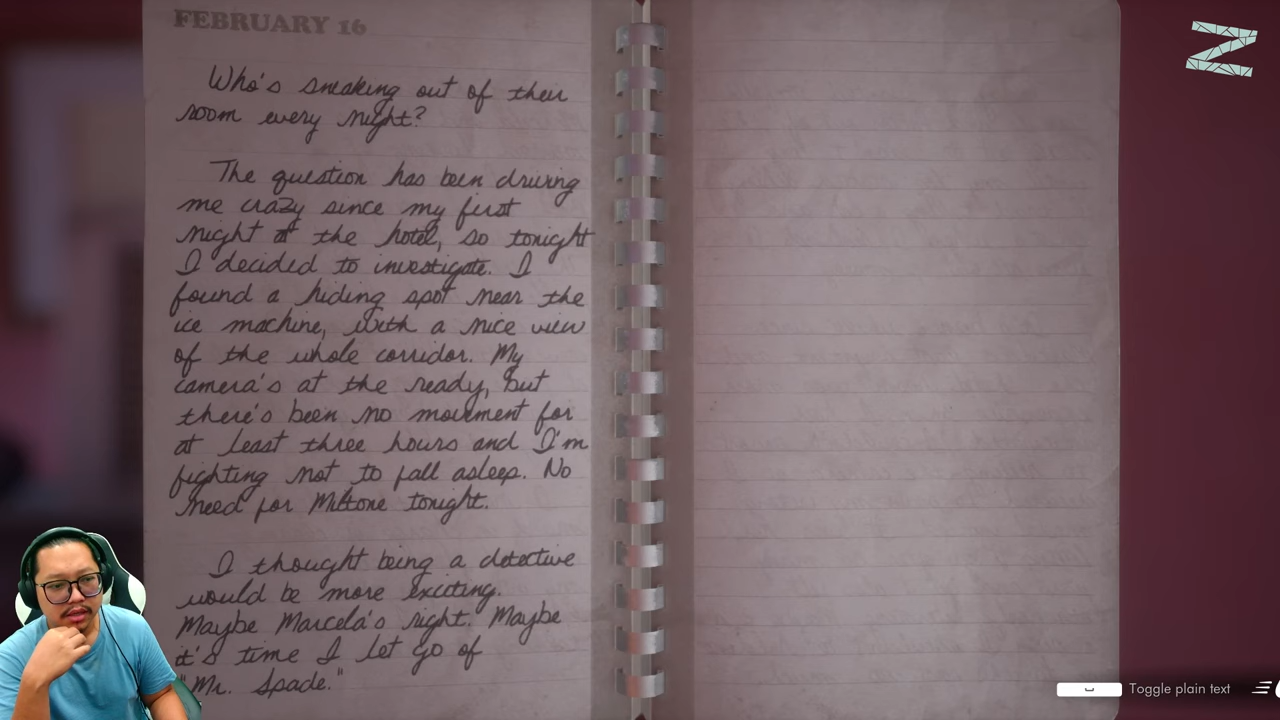 FEBRUARY 16
Who's sneaking out of their
room every night?
The question has been driving
me crazy since my first
night at the hotel, so tonight
I decided to investigate. I
found a hiding spot near the
ice machine, with a nice view
of the whole corridor. My
camera's at the ready, but
there's been no movement for
at least three hours and I'm
fighting not to fall asleep. No
need for Miltone tonight.
I thought being a detective
would be more exciting.
Maybe Marcela's right. Maybe
it's time I let go of
"Mr. Spade."
Z
Toggle plain text